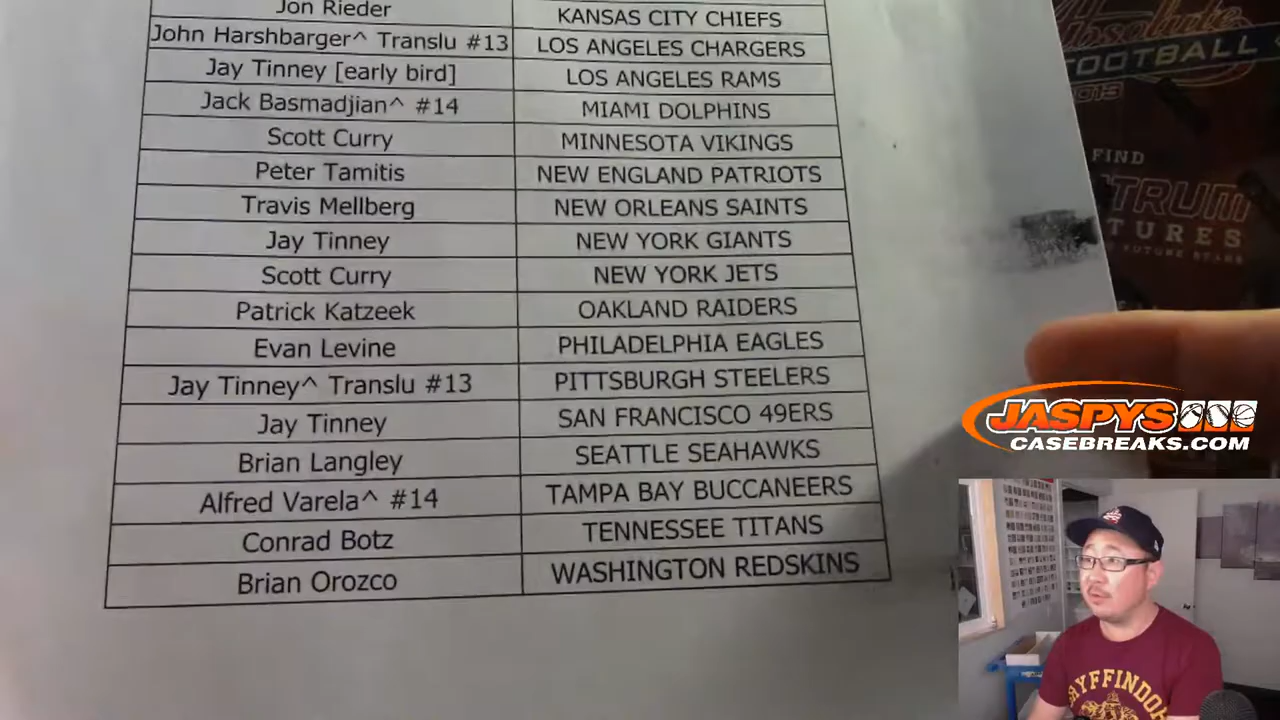 Jon Rieder KANSAS CITY CHIEFS
John Harshbarger^ Translu #13 LOS ANGELES CHARGERS
Jay Tinney [early bird] LOS ANGELES RAMS
Jack Basmadjian^ #14 MIAMI DOLPHINS
Scott Curry MINNESOTA VIKINGS
Peter Tamitis NEW ENGLAND PATRIOTS
Travis Mellberg NEW ORLEANS SAINTS
Jay Tinney NEW YORK GIANTS
Scott Curry NEW YORK JETS
Patrick Katzeek OAKLAND RAIDERS
Evan Levine PHILADELPHIA EAGLES
Jay Tinney^ Translu #13 PITTSBURGH STEELERS
Jay Tinney SAN FRANCISCO 49ERS
Brian Langley SEATTLE SEAHAWKS
Alfred Varela^ #14 TAMPA BAY BUCCANEERS
Conrad Botz TENNESSEE TITANS
Brian Orozco WASHINGTON REDSKINS
Absolute
FOOTBALL
2013
FIND
FUTURE STARS
JASPYS
CASEBREAKS.COM
GRYFFINDOR